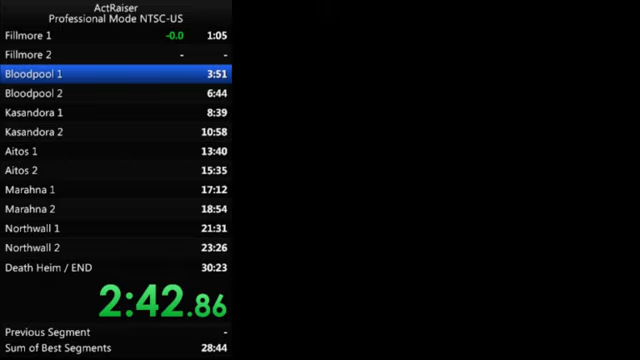 ActRaiser
Professional Mode NTSC-US
Fillmore 1 -0.0 1:05
Fillmore 2 - -
Bloodpool 1 3:51
Bloodpool 2 6:44
Kasandora 1 8:39
Kasandora 2 10:58
Aitos 1 13:40
Aitos 2 15:35
Marahna 1 17:12
Marahna 2 18:54
Northwall 1 21:31
Northwall 2 23:26
Death Heim / END 30:23
2:42.86
Previous Segment -
Sum of Best Segments 28:44